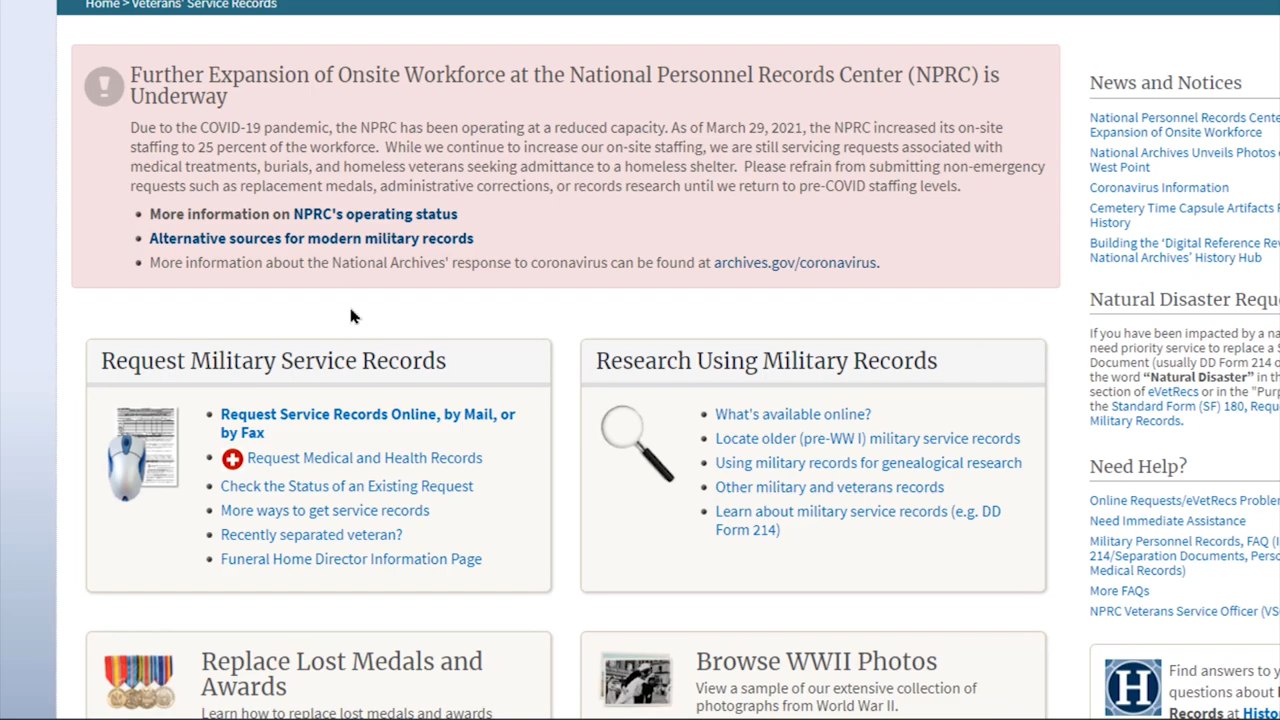 Home > Veterans' Service Records
Further Expansion of Onsite Workforce at the National Personnel Records Center (NPRC) is
Underway
Due to the COVID-19 pandemic, the NPRC has been operating at a reduced capacity. As of March 29, 2021, the NPRC increased its on-site
staffing to 25 percent of the workforce. While we continue to increase our on-site staffing, we are still servicing requests associated with
medical treatments, burials, and homeless veterans seeking admittance to a homeless shelter. Please refrain from submitting non-emergency
requests such as replacement medals, administrative corrections, or records research until we return to pre-COVID staffing levels.
More information on NPRC's operating status
Alternative sources for modern military records
More information about the National Archives' response to coronavirus can be found at archives.gov/coronavirus.
Request Military Service Records
Request Service Records Online, by Mail, or
by Fax
Request Medical and Health Records
Check the Status of an Existing Request
More ways to get service records
Recently separated veteran?
Funeral Home Director Information Page
Research Using Military Records
What's available online?
Locate older (pre-WW I) military service records
Using military records for genealogical research
Other military and veterans records
Learn about military service records (e.g. DD
Form 214)
Replace Lost Medals and
Awards
Learn how to replace lost medals and awards
Browse WWII Photos
View a sample of our extensive collection of
photographs from World War II.
News and Notices
National Personnel Records
Expansion of Onsite Workforce
National Archives Unveils Photos
West Point
Coronavirus Information
Cemetery Time Capsule Artifacts
History
Building the 'Digital Reference
National Archives' History Hub
Natural Disaster
If you have been impacted by a
need priority service to replace a
Document (usually DD Form 214
the word “Natural Disaster” in
section of eVetRecs or in the
the Standard Form (SF) 180,
Military Records.
Need Help?
Online Requests/eVetRecs
Need Immediate Assistance
Military Personnel Records, FAQ
214/Separation Documents,
Medical Records)
More FAQs
NPRC Veterans Service Officer
H
Find answers to
questions about
Records at